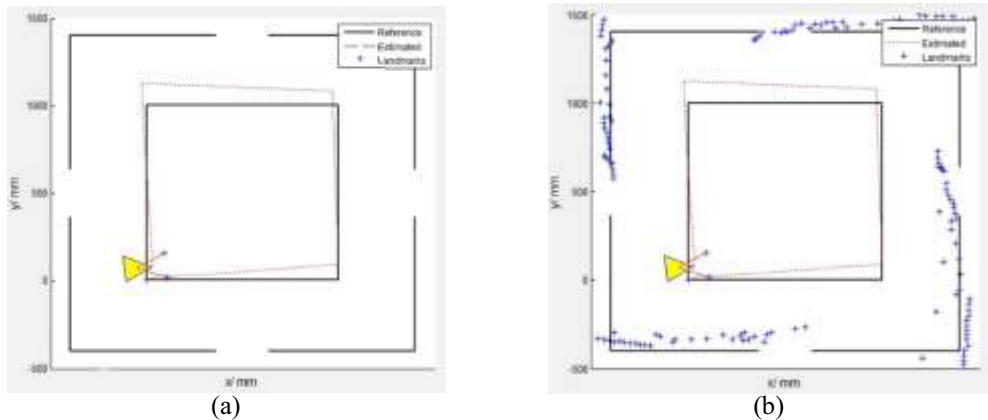 1500
1000
500
0
-500
y/ mm
x/ mm
Reference
Estimated
Landmarks
(a)
1500
1000
500
0
-500
y/ mm
x/ mm
Reference
Estimated
Landmarks
(b)